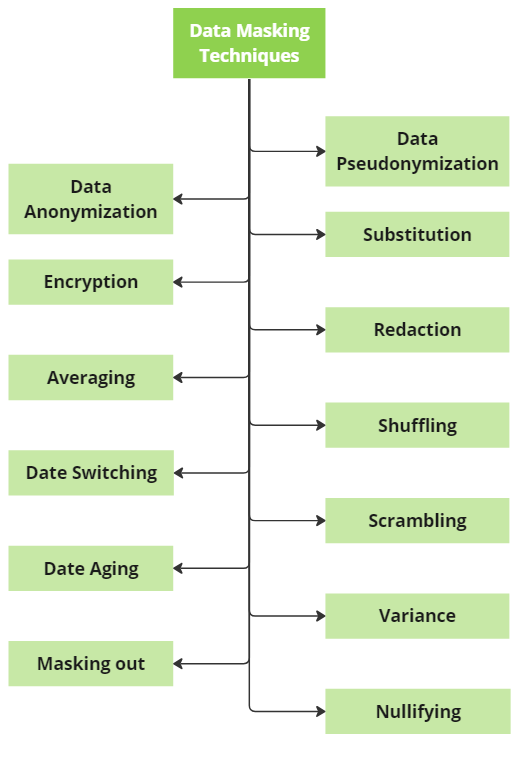 Data Masking
Techniques
Data
Pseudonymization
Data
Anonymization
Substitution
Encryption
Redaction
Averaging
Shuffling
Date Switching
Scrambling
Date Aging
Variance
Masking out
Nullifying